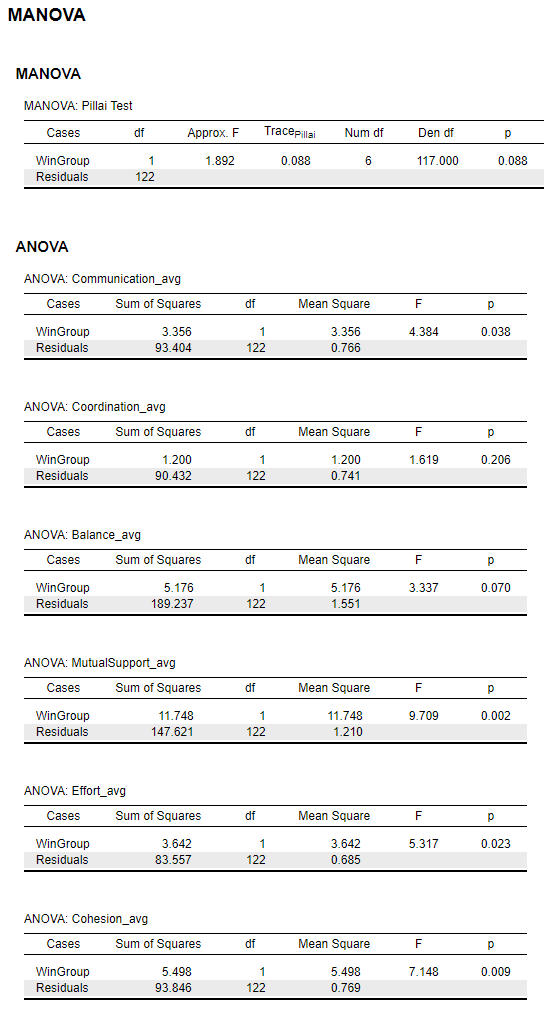 MANOVA
MANOVA
MANOVA: Pillai Test
Cases df Approx. F TracePillai Num df Den df p
WinGroup 1 1.892 0.088 6 117.000 0.088
Residuals 122
ANOVA
ANOVA: Communication_avg
Cases Sum of Squares df Mean Square F p
WinGroup 3.356 1 3.356 4.384 0.038
Residuals 93.404 122 0.766
ANOVA: Coordination_avg
Cases Sum of Squares df Mean Square F p
WinGroup 1.200 1 1.200 1.619 0.206
Residuals 90.432 122 0.741
ANOVA: Balance_avg
Cases Sum of Squares df Mean Square F p
WinGroup 5.176 1 5.176 3.337 0.070
Residuals 189.237 122 1.551
ANOVA: MutualSupport_avg
Cases Sum of Squares df Mean Square F p
WinGroup 11.748 1 11.748 9.709 0.002
Residuals 147.621 122 1.210
ANOVA: Effort_avg
Cases Sum of Squares df Mean Square F p
WinGroup 3.642 1 3.642 5.317 0.023
Residuals 83.557 122 0.685
ANOVA: Cohesion_avg
Cases Sum of Squares df Mean Square F p
WinGroup 5.498 1 5.498 7.148 0.009
Residuals 93.846 122 0.769